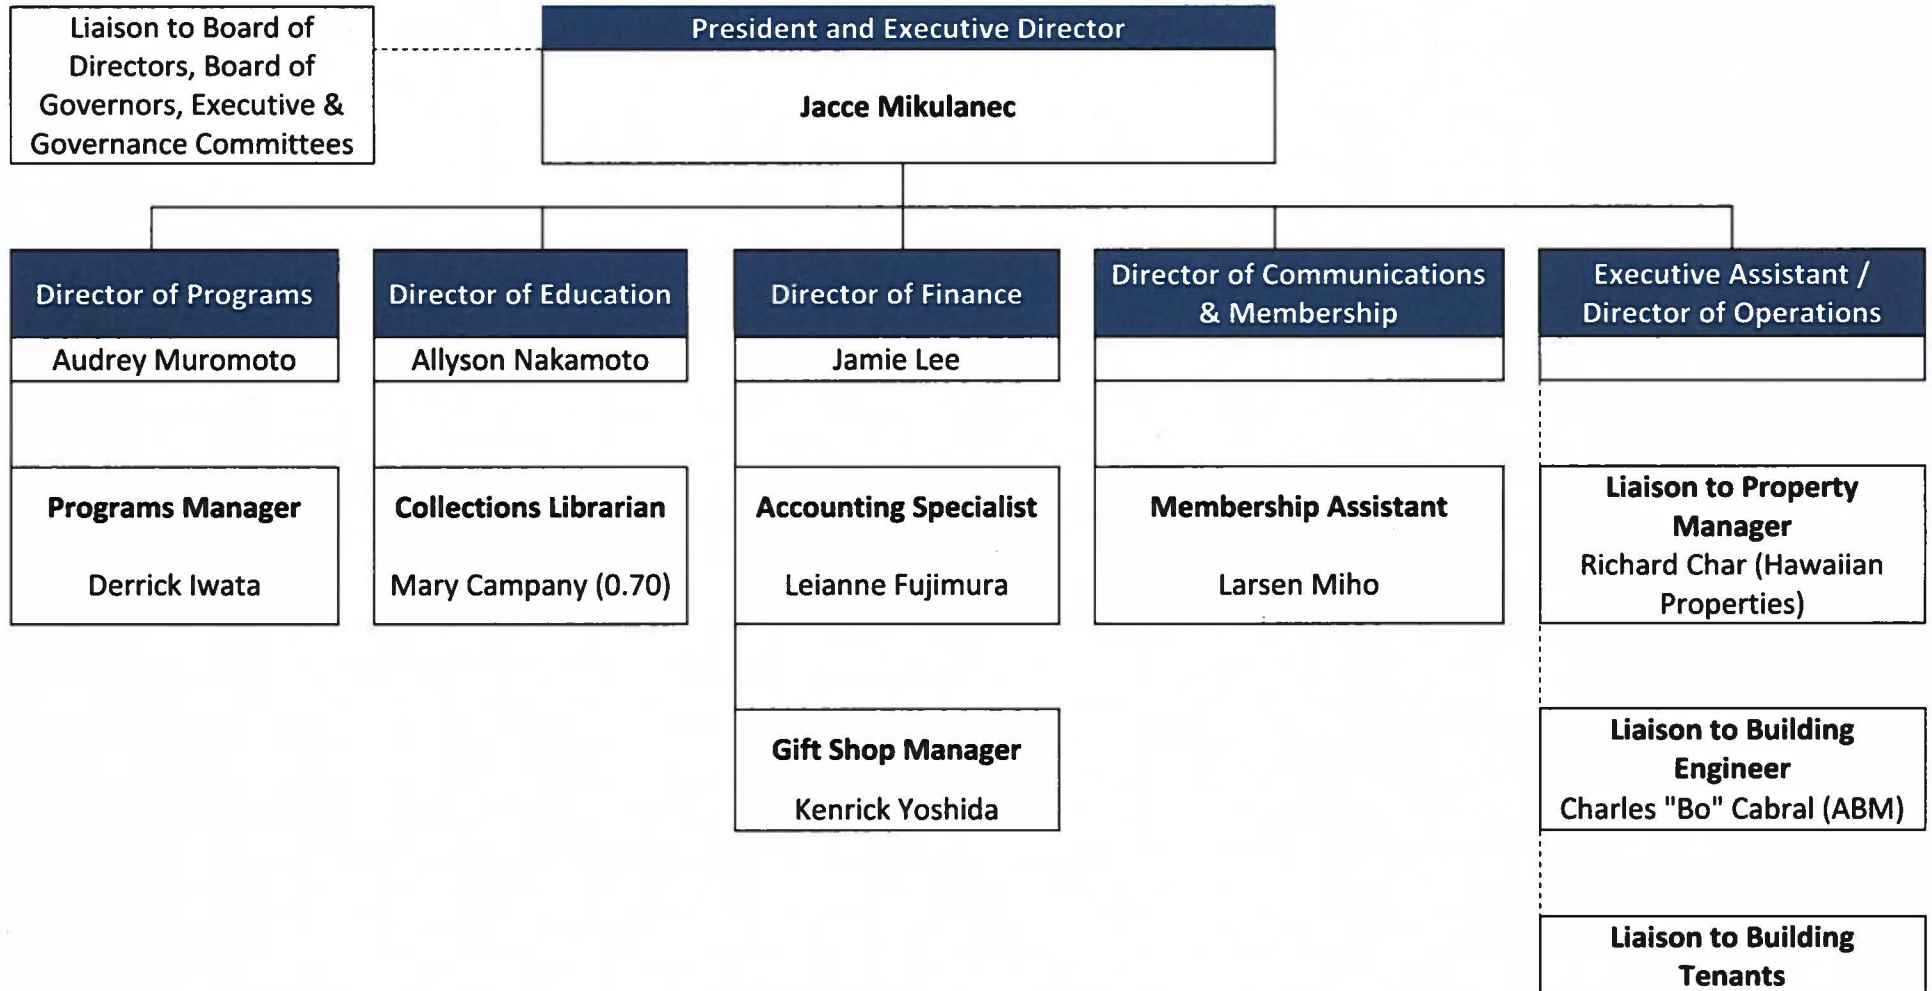 Liaison to Board of
Directors, Board of
Governors, Executive &
Governance Committees
President and Executive Director
Jacce Mikulanec
Director of Programs
Audrey Muromoto
Programs Manager
Derrick Iwata
Director of Education
Allyson Nakamoto
Collections Librarian
Mary Campany (0.70)
Director of Finance
Jamie Lee
Accounting Specialist
Leianne Fujimura
Gift Shop Manager
Kenrick Yoshida
Director of Communications
& Membership
Membership Assistant
Larsen Miho
Executive Assistant /
Director of Operations
Liaison to Property
Manager
Richard Char (Hawaiian
Properties)
Liaison to Building
Engineer
Charles "Bo" Cabral (ABM)
Liaison to Building
Tenants